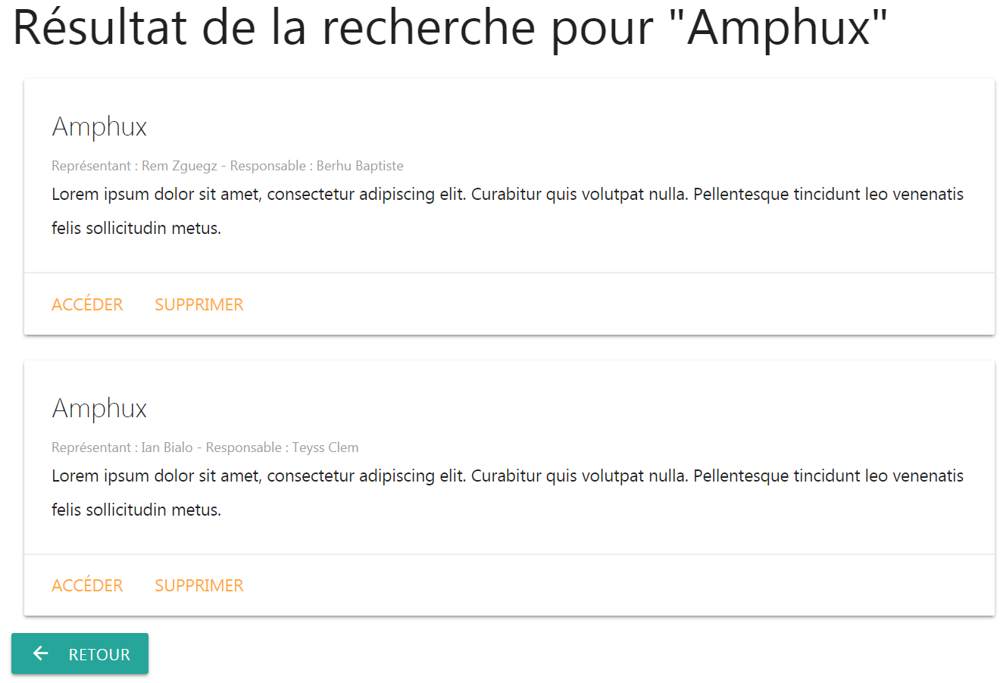 Résultat de la recherche pour "Amphux"
Amphux
Représentant : Rem Zguegz - Responsable : Berhu Baptiste
Lorem ipsum dolor sit amet, consectetur adipiscing elit. Curabitur quis volutpat nulla. Pellentesque tincidunt leo venenatis
felis sollicitudin metus.
ACCÉDER SUPPRIMER
Amphux
Représentant : Ian Bialo - Responsable : Teyss Clem
Lorem ipsum dolor sit amet, consectetur adipiscing elit. Curabitur quis volutpat nulla. Pellentesque tincidunt leo venenatis
felis sollicitudin metus.
ACCÉDER SUPPRIMER
RETOUR